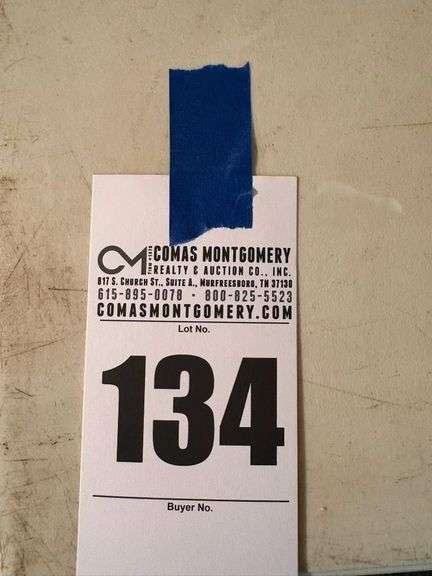 CM
COMAS MONTGOMERY
REALTY & AUCTION CO., INC.
817 S. CHURCH ST., SUITE A., MURFREESBORO, TN 37130
615-895-0078 · 800-825-5523
COMASMONTGOMERY.COM
Lot No.
134
Buyer No.